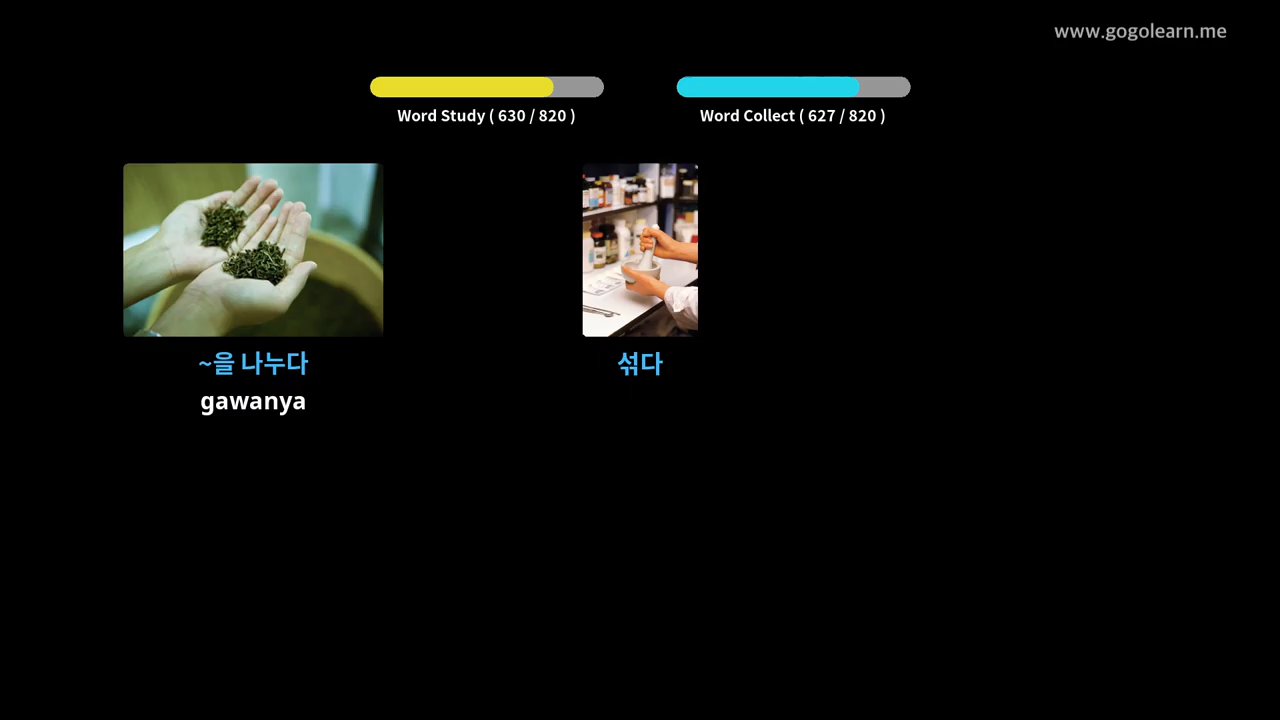 www.gogolearn.me
Word Study ( 630 / 820 )
Word Collect ( 627 / 820 )
~을 나누다
gawanya
섞다